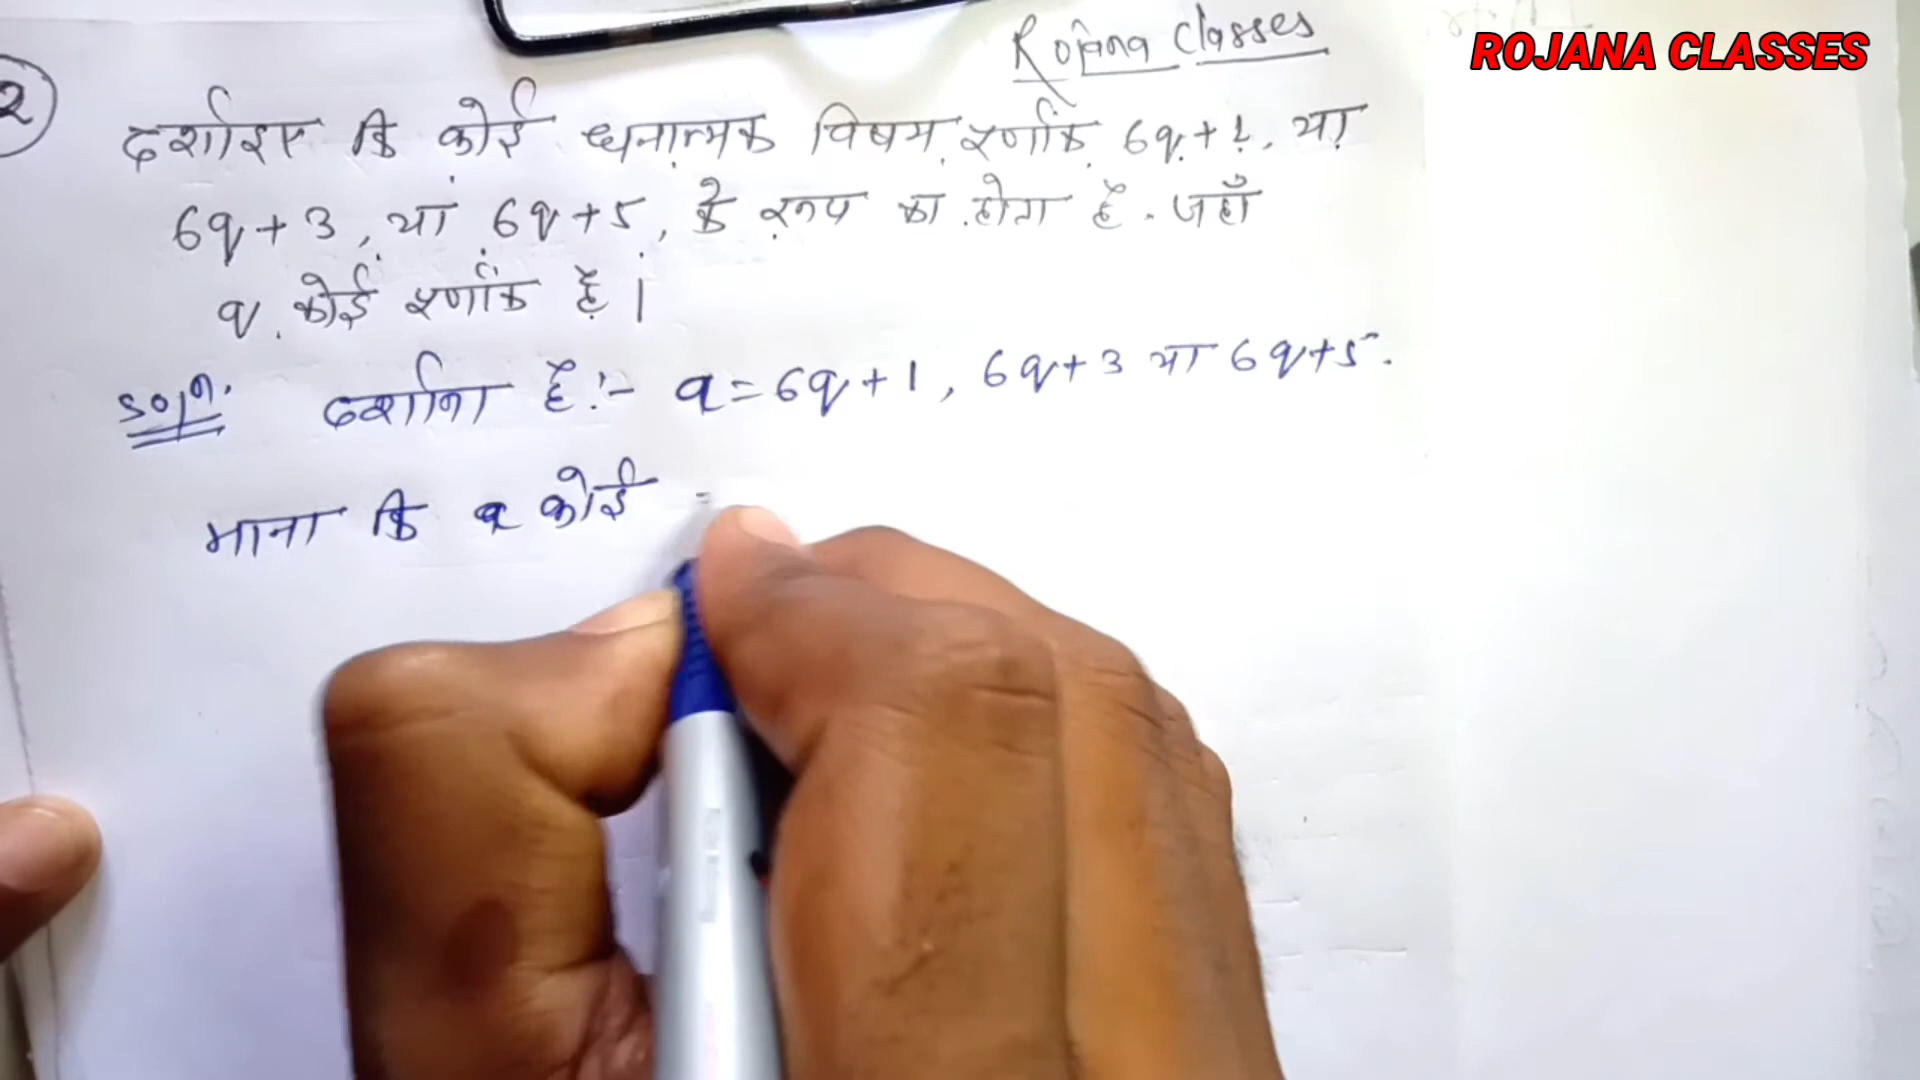 Rojana Classes
ROJANA CLASSES
2
दर्शाइए कि कोई धनात्मक विषम पूर्णांक 6q+1, या
6q+3, या 6q+5, के रूप का होता है. जहाँ
q कोई पूर्णांक है।
Soln. दर्शाना है:- a=6q+1, 6q+3 या 6q+5.
माना कि a कोई